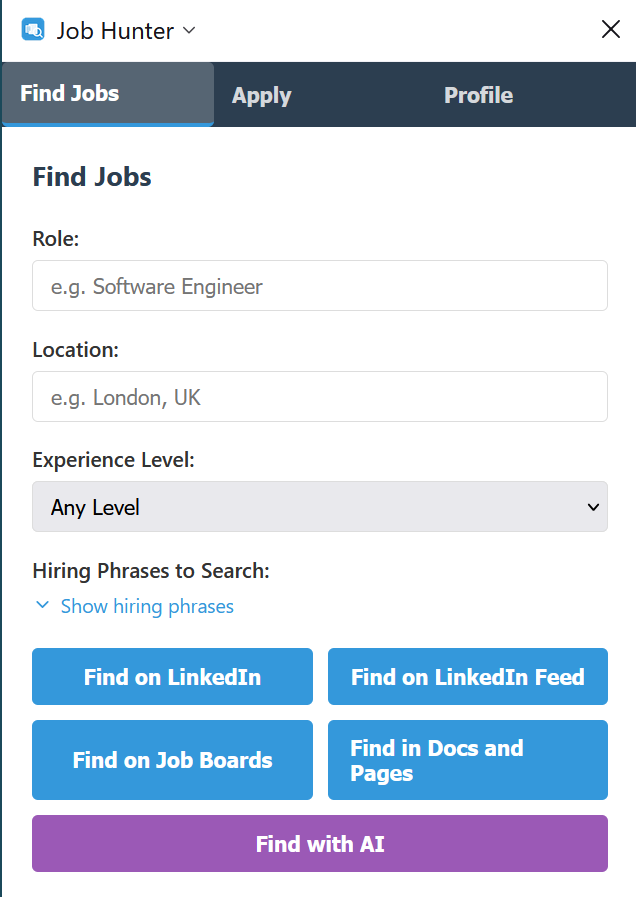 Job Hunter
Find Jobs
Apply
Profile
Find Jobs
Role:
e.g. Software Engineer
Location:
e.g. London, UK
Experience Level:
Any Level
Hiring Phrases to Search:
Show hiring phrases
Find on LinkedIn
Find on LinkedIn Feed
Find on Job Boards
Find in Docs and
Pages
Find with AI